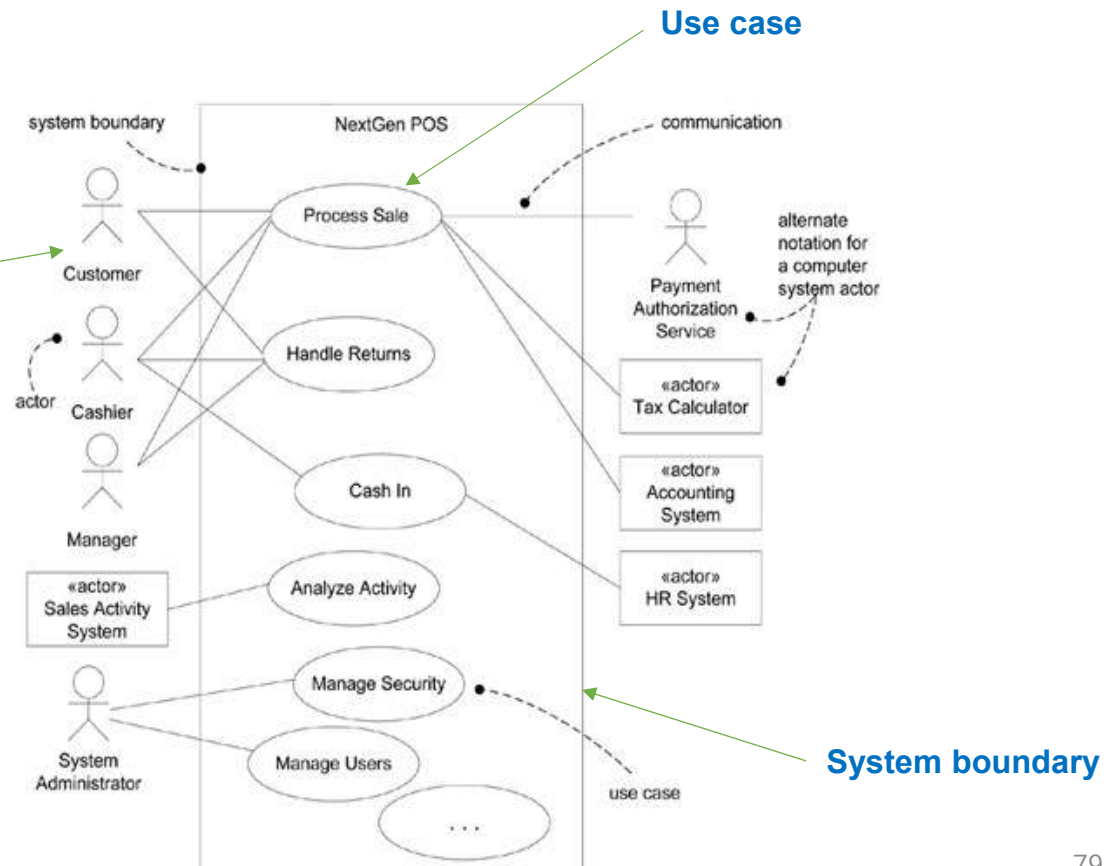 Use case
system boundary
NextGen POS
communication
Process Sale
Customer
alternate
notation for
a computer
system actor
Payment
Authorization
Service
Handle Returns
actor
Cashier
«actor»
Tax Calculator
Cash In
«actor»
Accounting
System
Manager
«actor»
Sales Activity
System
Analyze Activity
«actor»
HR System
Manage Security
System
Administrator
Manage Users
System boundary
use case
. . .
79